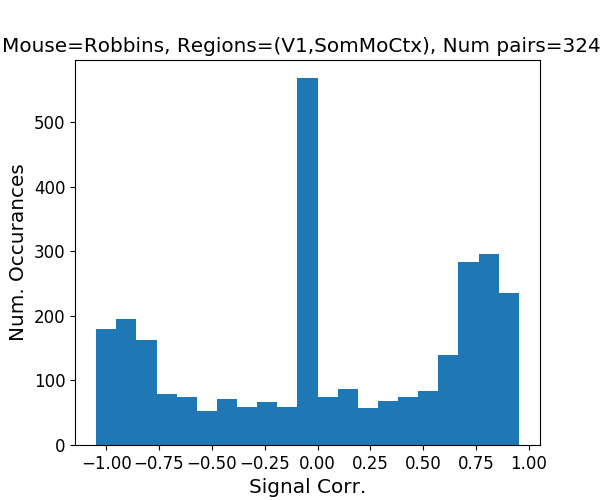 Mouse=Robbins, Regions=(V1,SomMoCtx), Num pairs=324
500
400
300
200
100
0
Num. Occurances
−1.00 −0.75 −0.50 −0.25 0.00 0.25 0.50 0.75 1.00
Signal Corr.